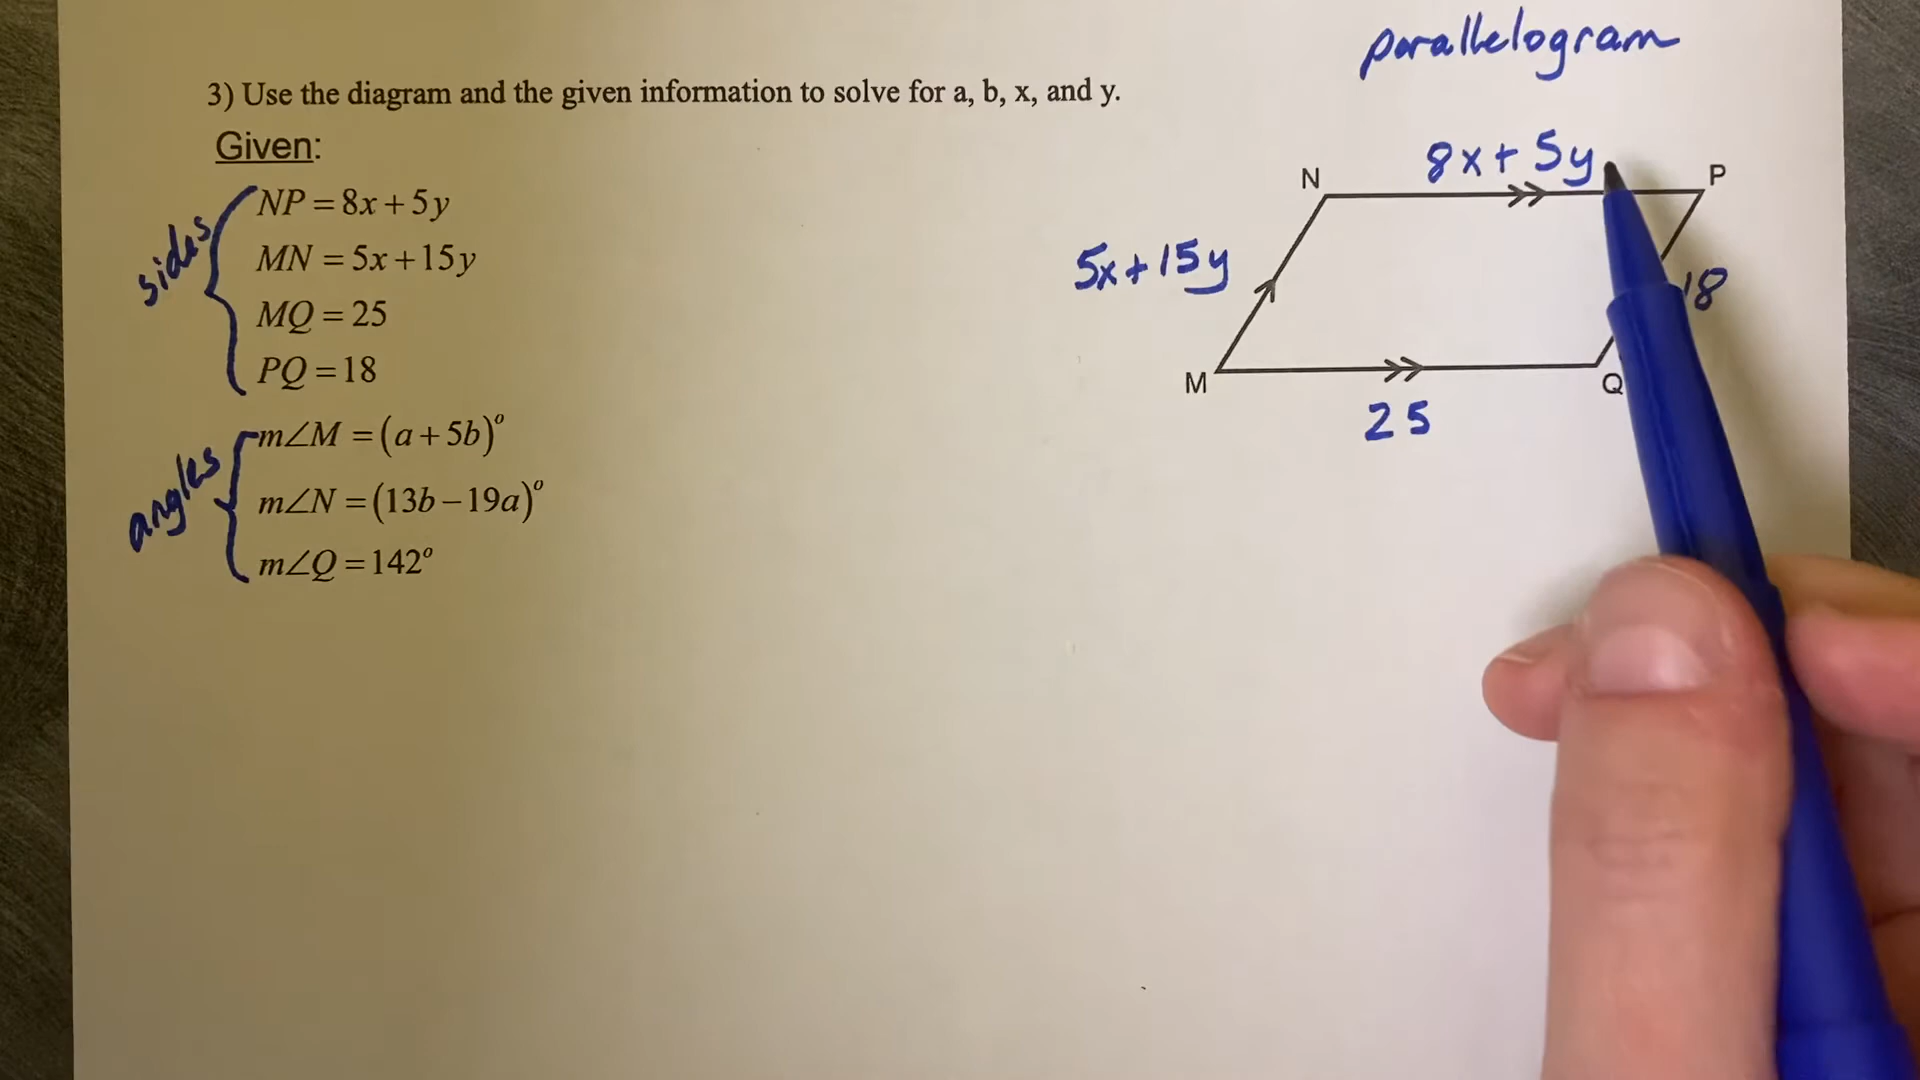 parallelogram
3) Use the diagram and the given information to solve for a, b, x, and y.
Given:
sides
NP = 8x + 5y
MN = 5x + 15y
MQ = 25
PQ = 18
angles
m∠M = (a + 5b)°
m∠N = (13b − 19a)°
m∠Q = 142°
8x + 5y
N
P
5x + 15y
18
M
Q
25